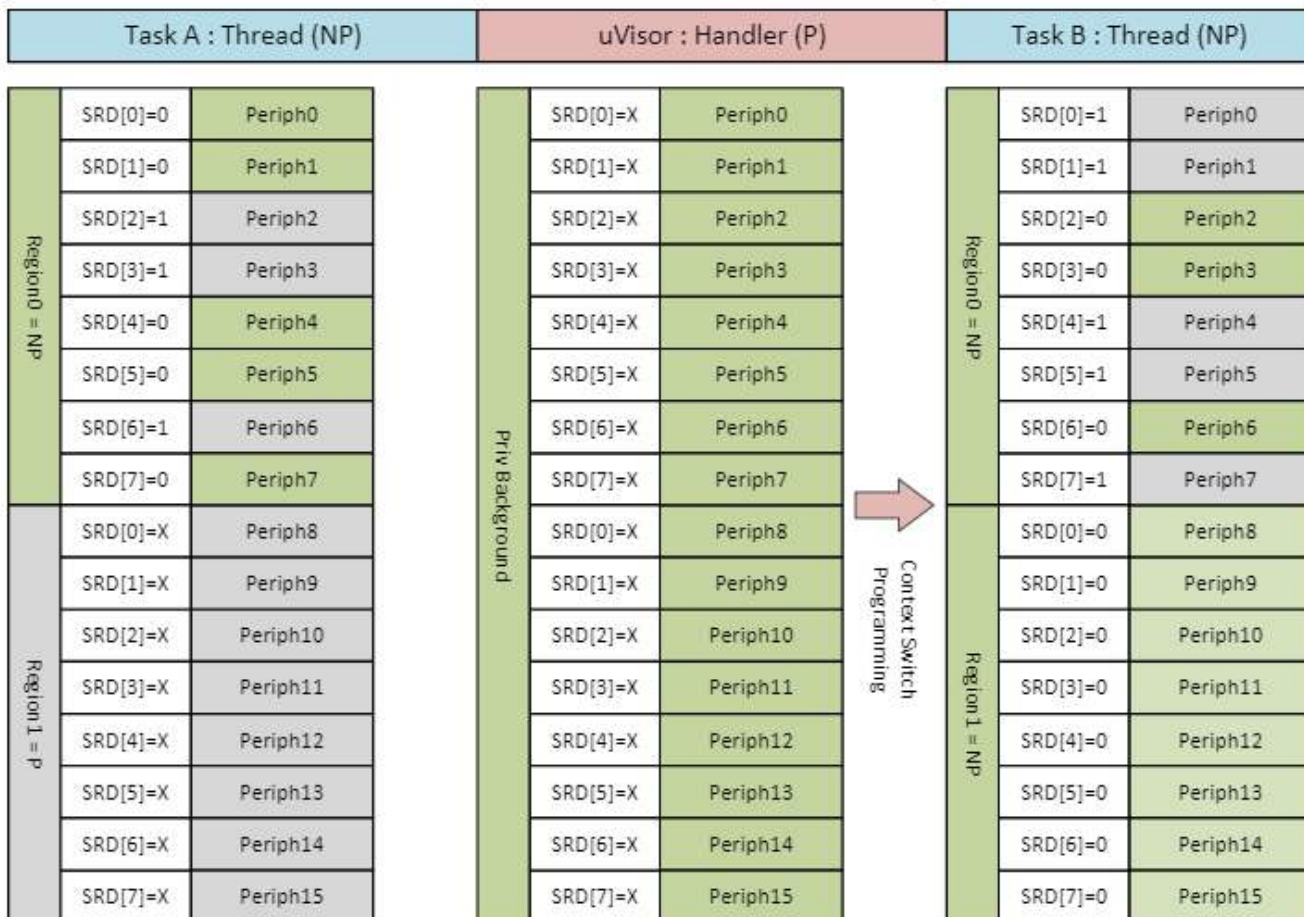 Task A : Thread (NP)
uVisor : Handler (P)
Task B : Thread (NP)
Region0 = NP
SRD[0]=0 Periph0
SRD[1]=0 Periph1
SRD[2]=1 Periph2
SRD[3]=1 Periph3
SRD[4]=0 Periph4
SRD[5]=0 Periph5
SRD[6]=1 Periph6
SRD[7]=0 Periph7
Region1 = P
SRD[0]=X Periph8
SRD[1]=X Periph9
SRD[2]=X Periph10
SRD[3]=X Periph11
SRD[4]=X Periph12
SRD[5]=X Periph13
SRD[6]=X Periph14
SRD[7]=X Periph15
Priv Background
SRD[0]=X Periph0
SRD[1]=X Periph1
SRD[2]=X Periph2
SRD[3]=X Periph3
SRD[4]=X Periph4
SRD[5]=X Periph5
SRD[6]=X Periph6
SRD[7]=X Periph7
SRD[0]=X Periph8
SRD[1]=X Periph9
SRD[2]=X Periph10
SRD[3]=X Periph11
SRD[4]=X Periph12
SRD[5]=X Periph13
SRD[6]=X Periph14
SRD[7]=X Periph15
Context Switch
Programming
Region0 = NP
SRD[0]=1 Periph0
SRD[1]=1 Periph1
SRD[2]=0 Periph2
SRD[3]=0 Periph3
SRD[4]=1 Periph4
SRD[5]=1 Periph5
SRD[6]=0 Periph6
SRD[7]=1 Periph7
Region1 = NP
SRD[0]=0 Periph8
SRD[1]=0 Periph9
SRD[2]=0 Periph10
SRD[3]=0 Periph11
SRD[4]=0 Periph12
SRD[5]=0 Periph13
SRD[6]=0 Periph14
SRD[7]=0 Periph15